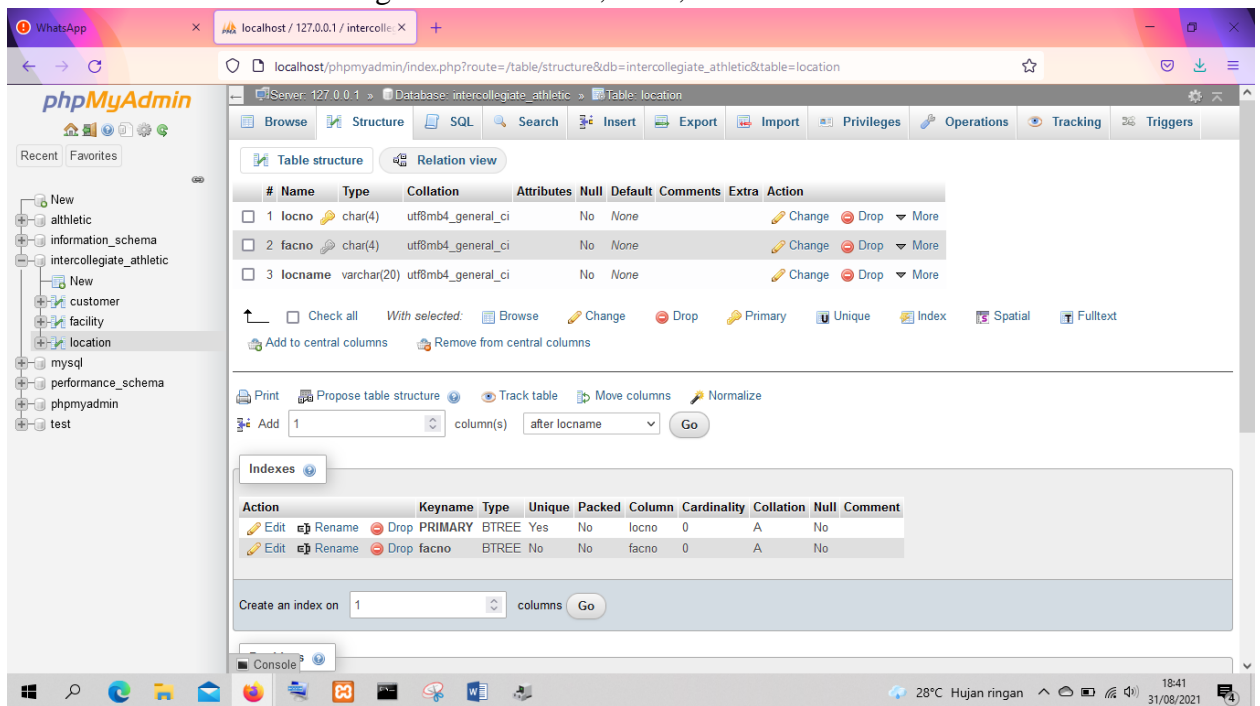 WhatsApp
localhost / 127.0.0.1 / intercolle
localhost/phpmyadmin/index.php?route=/table/structure&db=intercollegiate_athletic&table=location
phpMyAdmin
Recent Favorites
New
althletic
information_schema
intercollegiate_athletic
New
customer
facility
location
mysql
performance_schema
phpmyadmin
test
Server: 127.0.0.1 » Database: intercollegiate_athletic » Table: location
Browse Structure SQL Search Insert Export Import Privileges Operations Tracking Triggers
Table structure Relation view
# Name Type Collation Attributes Null Default Comments Extra Action
1 locno char(4) utf8mb4_general_ci No None Change Drop More
2 facno char(4) utf8mb4_general_ci No None Change Drop More
3 locname varchar(20) utf8mb4_general_ci No None Change Drop More
Check all With selected: Browse Change Drop Primary Unique Index Spatial Fulltext
Add to central columns Remove from central columns
Print Propose table structure Track table Move columns Normalize
Add 1 column(s) after locname Go
Indexes
Action Keyname Type Unique Packed Column Cardinality Collation Null Comment
Edit Rename Drop PRIMARY BTREE Yes No locno 0 A No
Edit Rename Drop facno BTREE No No facno 0 A No
Create an index on 1 columns Go
Console
28°C Hujan ringan
18:41
31/08/2021
4